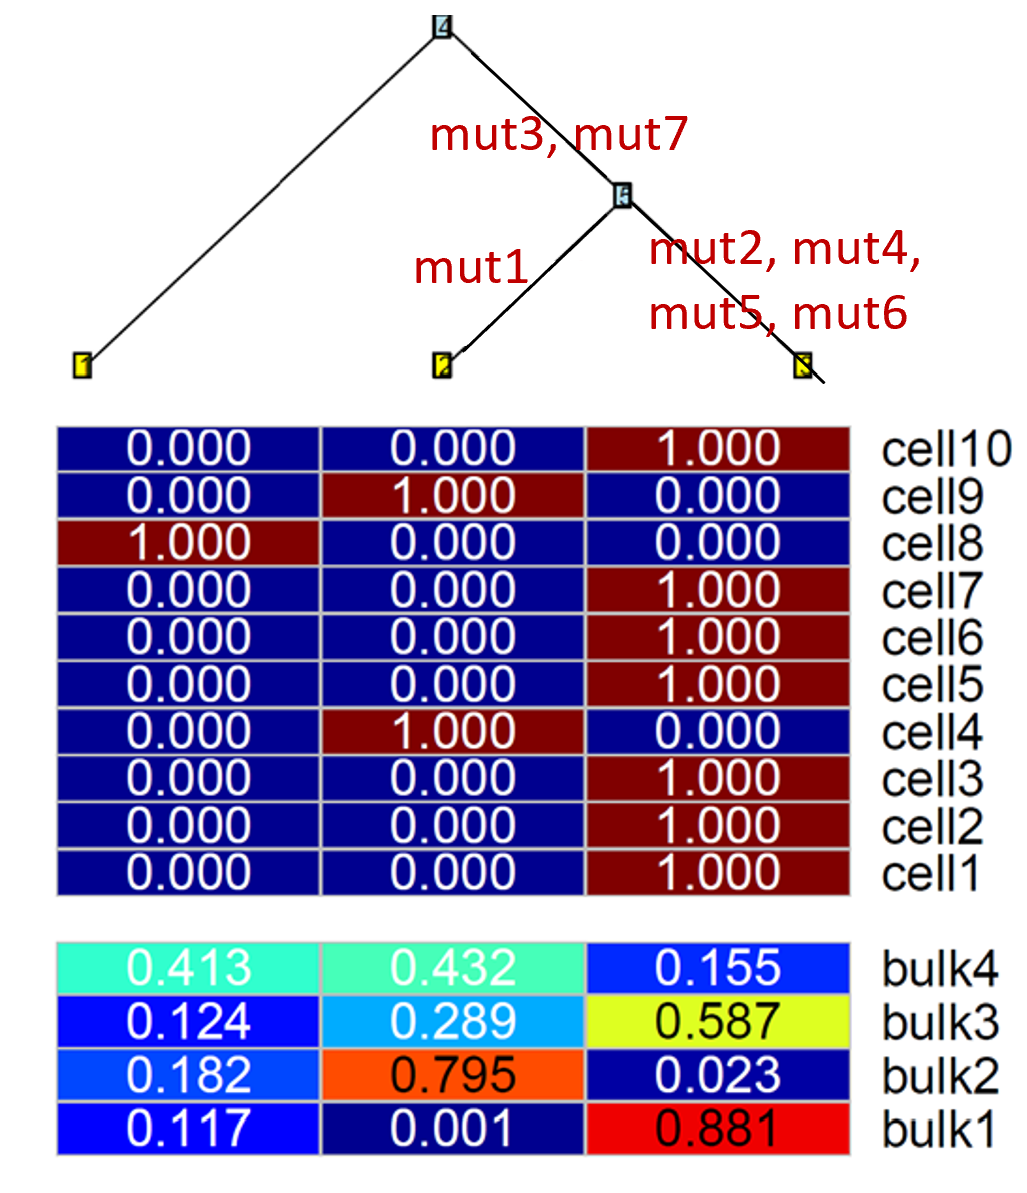 4
mut3, mut7
5
mut1
mut2, mut4,
mut5, mut6
1 2 3
0.000 0.000 1.000 cell10
0.000 1.000 0.000 cell9
1.000 0.000 0.000 cell8
0.000 0.000 1.000 cell7
0.000 0.000 1.000 cell6
0.000 0.000 1.000 cell5
0.000 1.000 0.000 cell4
0.000 0.000 1.000 cell3
0.000 0.000 1.000 cell2
0.000 0.000 1.000 cell1
0.413 0.432 0.155 bulk4
0.124 0.289 0.587 bulk3
0.182 0.795 0.023 bulk2
0.117 0.001 0.881 bulk1